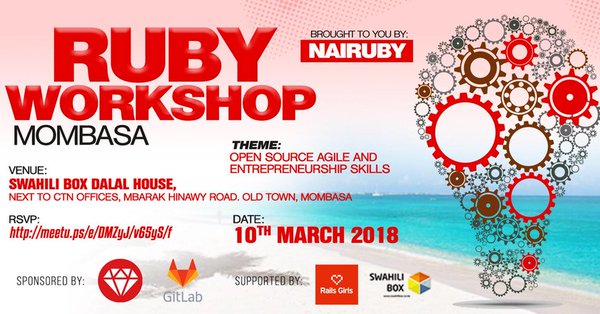 RUBY
WORKSHOP
MOMBASA
BROUGHT TO YOU BY:
NAIRUBY
THEME:
OPEN SOURCE AGILE AND
ENTREPRENEURSHIP SKILLS
VENUE:
SWAHILI BOX DALAL HOUSE,
NEXT TO CTN OFFICES, MBARAK HINAWY ROAD. OLD TOWN, MOMBASA
RSVP:
http://meetu.ps/e/DMZyJ/v6SyS/f
DATE:
10TH MARCH 2018
SPONSORED BY:
GitLab
SUPPORTED BY:
Rails Girls
SWAHILI
BOX